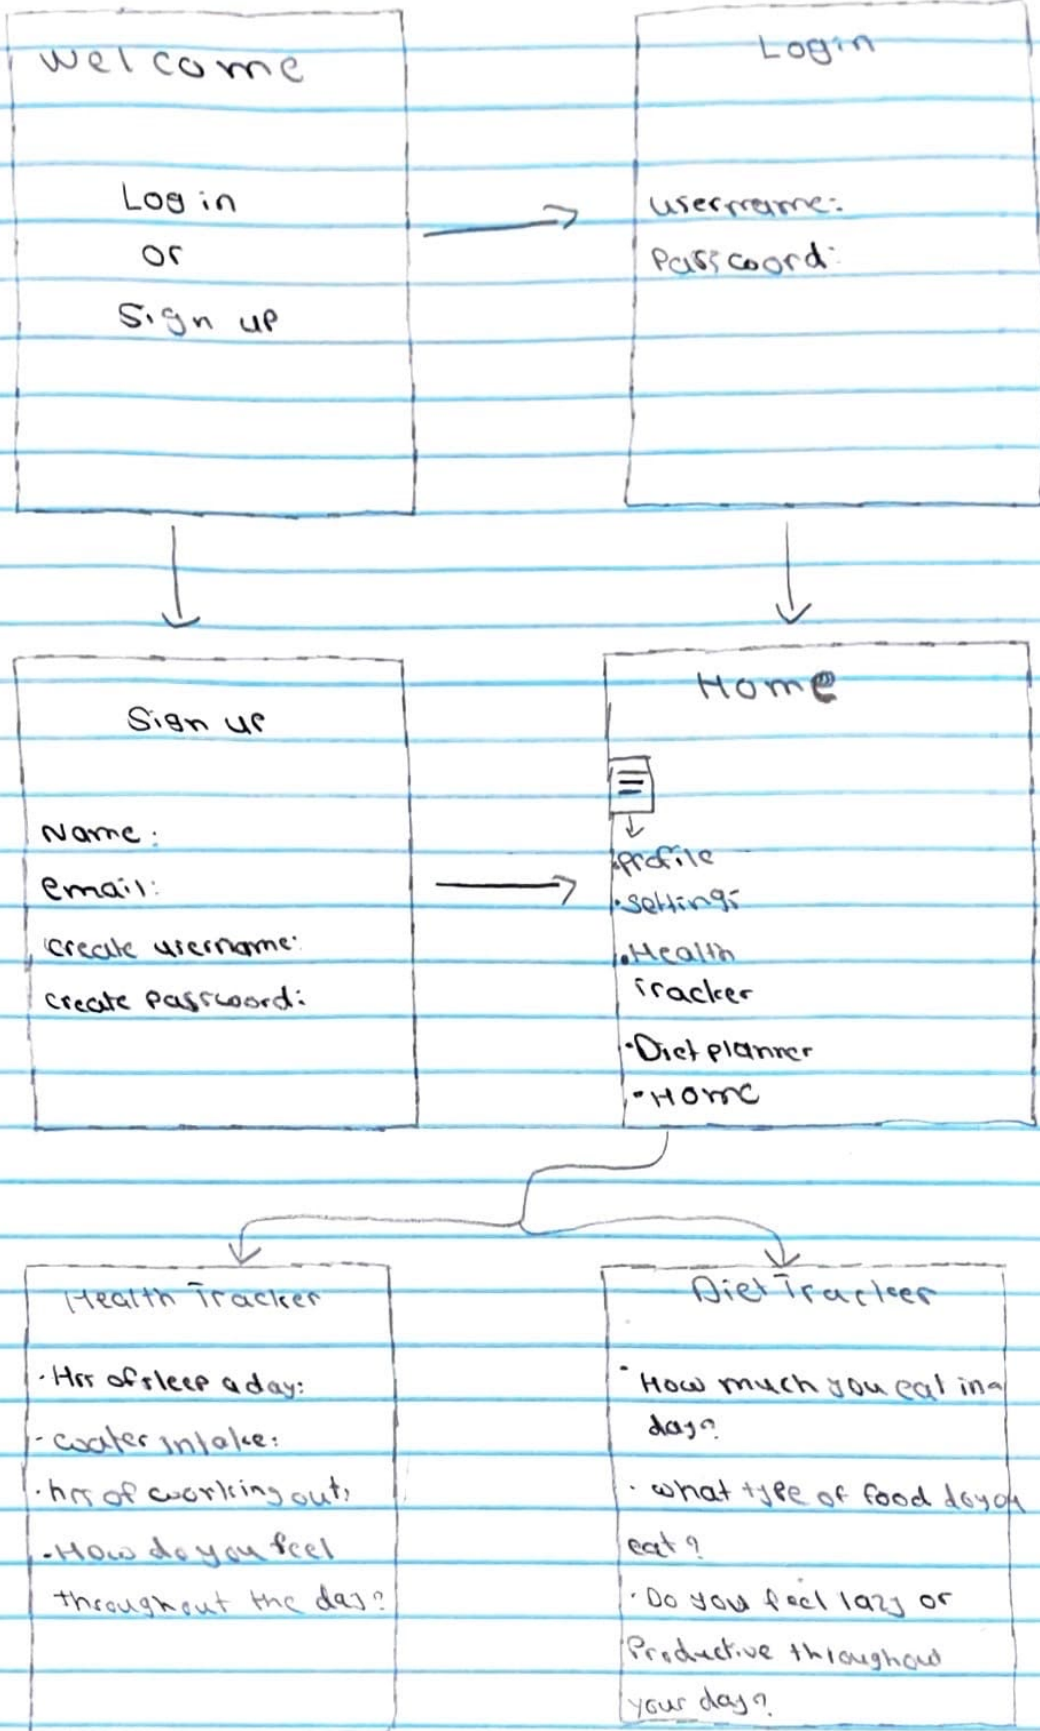 Welcome
Log in
or
Sign up
Login
username:
Password:
Sign up
Name:
email:
create username:
create password:
Home
•profile
•settings
•Health
Tracker
•Diet planner
•Home
Health Tracker
•Hrs of sleep a day:
•water intake:
•hrs of working out:
•How do you feel
throughout the day?
Diet Tracker
•How much you eat in a
day?
•what type of food do you
eat?
•Do you feel lazy or
Productive throughout
your day?